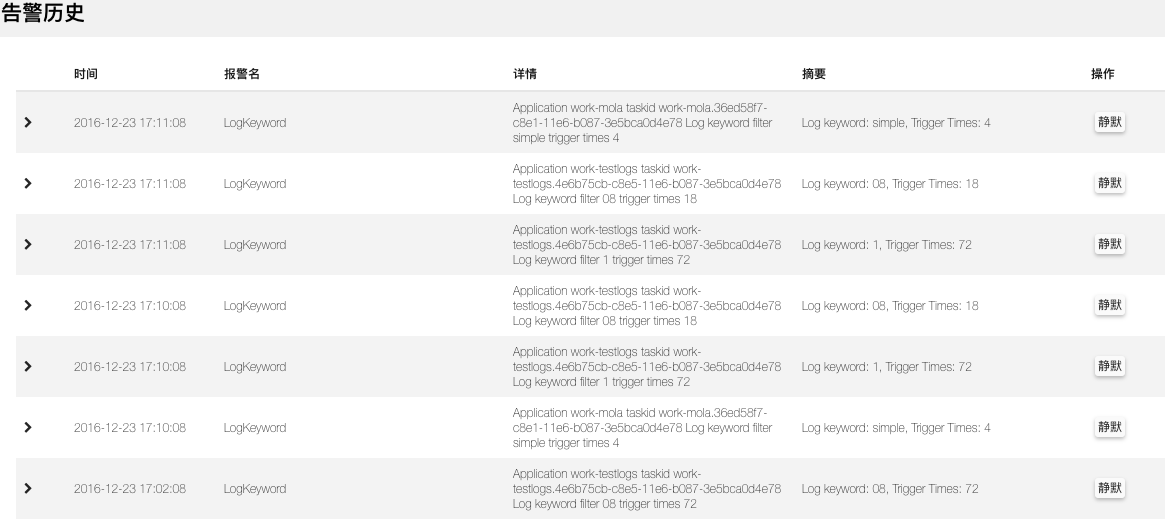 告警历史
时间 报警名 详情 摘要 操作
Application work-mola taskid work-mola.36ed58f7-
2016-12-23 17:11:08 LogKeyword c8e1-11e6-b087-3e5bca0d4e78 Log keyword filter Log keyword: simple, Trigger Times: 4 静默
simple trigger times 4
Application work-testlogs taskid work-
2016-12-23 17:11:08 LogKeyword testlogs.4e6b75cb-c8e5-11e6-b087-3e5bca0d4e78 Log keyword: 08, Trigger Times: 18 静默
Log keyword filter 08 trigger times 18
Application work-testlogs taskid work-
2016-12-23 17:11:08 LogKeyword testlogs.4e6b75cb-c8e5-11e6-b087-3e5bca0d4e78 Log keyword: 1, Trigger Times: 72 静默
Log keyword filter 1 trigger times 72
Application work-testlogs taskid work-
2016-12-23 17:10:08 LogKeyword testlogs.4e6b75cb-c8e5-11e6-b087-3e5bca0d4e78 Log keyword: 08, Trigger Times: 18 静默
Log keyword filter 08 trigger times 18
Application work-testlogs taskid work-
2016-12-23 17:10:08 LogKeyword testlogs.4e6b75cb-c8e5-11e6-b087-3e5bca0d4e78 Log keyword: 1, Trigger Times: 72 静默
Log keyword filter 1 trigger times 72
Application work-mola taskid work-mola.36ed58f7-
2016-12-23 17:10:08 LogKeyword c8e1-11e6-b087-3e5bca0d4e78 Log keyword filter Log keyword: simple, Trigger Times: 4 静默
simple trigger times 4
Application work-testlogs taskid work-
2016-12-23 17:02:08 LogKeyword testlogs.4e6b75cb-c8e5-11e6-b087-3e5bca0d4e78 Log keyword: 08, Trigger Times: 72 静默
Log keyword filter 08 trigger times 72